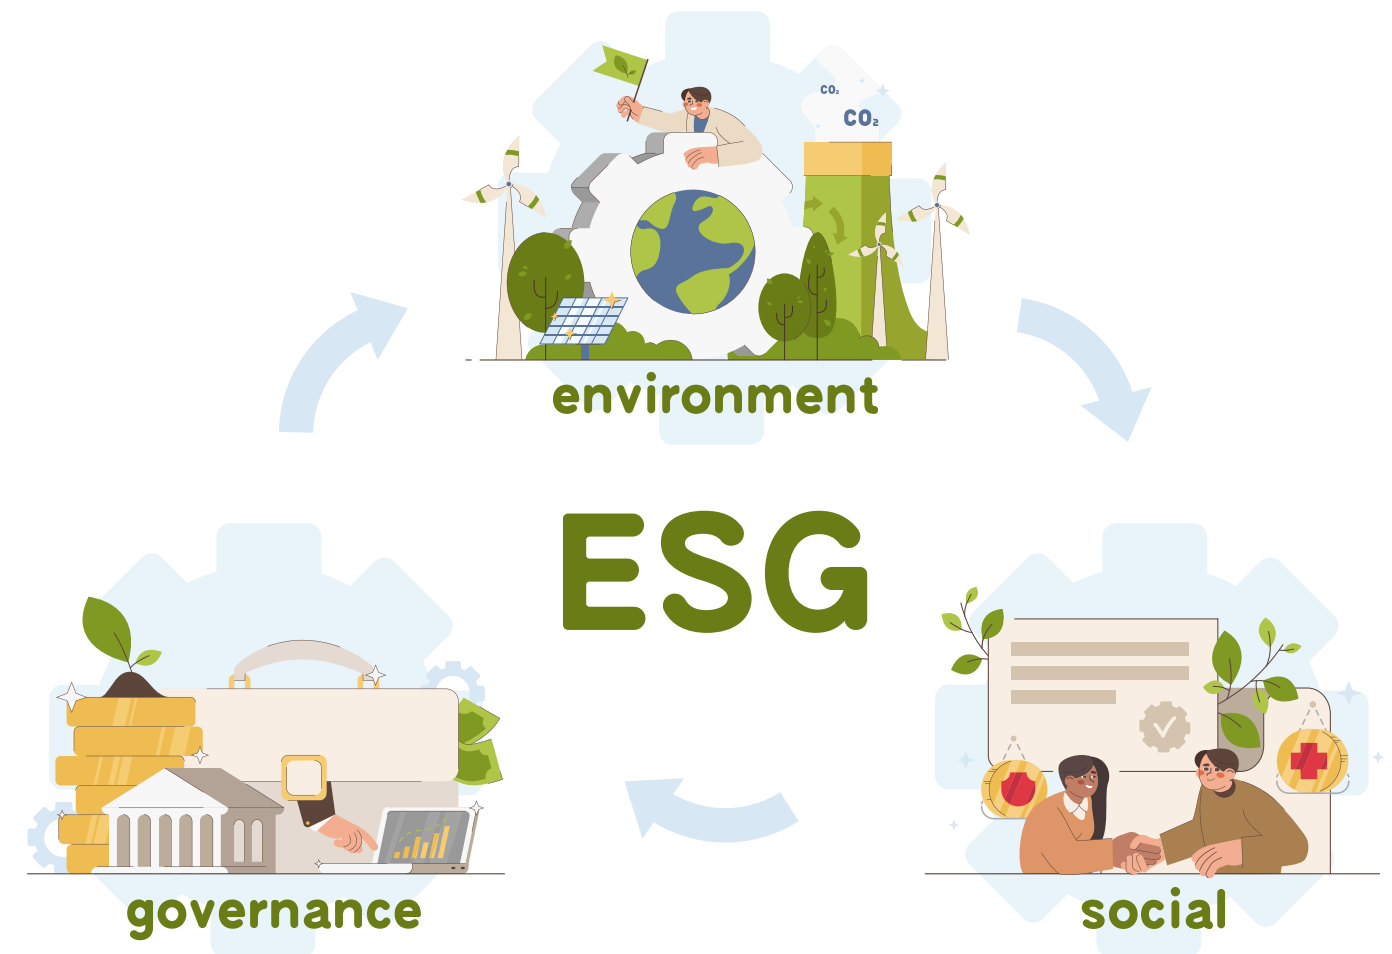 CO₂
CO₂
environment
ESG
governance
social